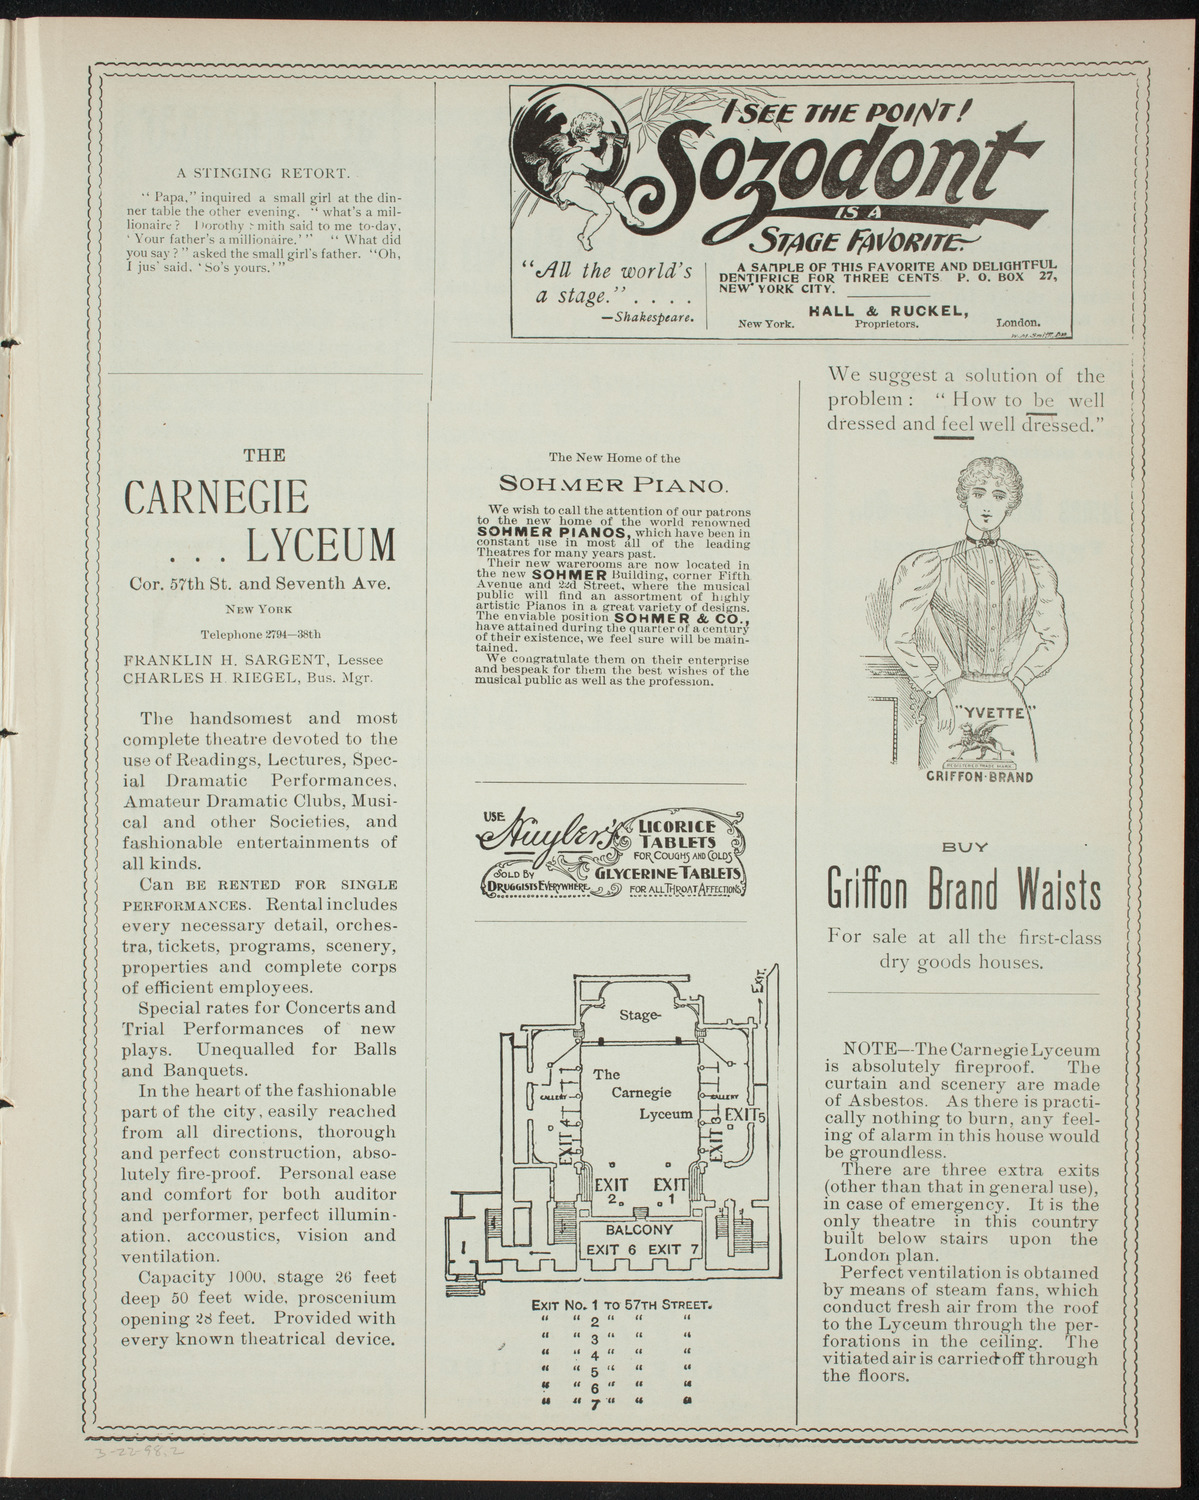 A STINGING RETORT.
“ Papa,” inquired a small girl at the din-
ner table the other evening. “ what's a mil-
lionaire ? Dorothy Smith said to me to-day,
‘ Your father's a millionaire.’ ” “ What did
you say ? ” asked the small girl's father. “Oh,
I jus' said, ‘ So's yours.’ ”
I SEE THE POINT!
Sozodont
IS A
STAGE FAVORITE.
“All the world's
a stage.” . . . .
—Shakespeare.
A SAMPLE OF THIS FAVORITE AND DELIGHTFUL
DENTIFRICE FOR THREE CENTS P. O. BOX 27,
NEW YORK CITY.
HALL & RUCKEL,
New York. Proprietors. London.
THE
CARNEGIE
. . . LYCEUM
Cor. 57th St. and Seventh Ave.
NEW YORK
Telephone 2794—38th
FRANKLIN H. SARGENT, Lessee
CHARLES H. RIEGEL, Bus. Mgr.
The handsomest and most
complete theatre devoted to the
use of Readings, Lectures, Spec-
ial Dramatic Performances,
Amateur Dramatic Clubs, Musi-
cal and other Societies, and
fashionable entertainments of
all kinds.
Can BE RENTED FOR SINGLE
PERFORMANCES. Rental includes
every necessary detail, orches-
tra, tickets, programs, scenery,
properties and complete corps
of efficient employees.
Special rates for Concerts and
Trial Performances of new
plays. Unequalled for Balls
and Banquets.
In the heart of the fashionable
part of the city, easily reached
from all directions, thorough
and perfect construction, abso-
lutely fire-proof. Personal ease
and comfort for both auditor
and performer, perfect illumin-
ation. accoustics, vision and
ventilation.
Capacity 1000, stage 26 feet
deep 50 feet wide, proscenium
opening 28 feet. Provided with
every known theatrical device.
The New Home of the
SOHMER PIANO.
We wish to call the attention of our patrons
to the new home of the world renowned
SOHMER PIANOS, which have been in
constant use in most all of the leading
Theatres for many years past.
Their new warerooms are now located in
the new SOHMER Building, corner Fifth
Avenue and 22d Street, where the musical
public will find an assortment of highly
artistic Pianos in a great variety of designs.
The enviable position SOHMER & CO.,
have attained during the quarter of a century
of their existence, we feel sure will be main-
tained.
We congratulate them on their enterprise
and bespeak for them the best wishes of the
musical public as well as the profession.
USE
Huyler's
LICORICE
TABLETS
FOR COUGHS AND COLDS
GLYCERINE TABLETS
FOR ALL THROAT AFFECTIONS
SOLD BY
DRUGGISTS EVERYWHERE
EXIT.
Stage
The
Carnegie
Lyceum
GALLERY
GALLERY
EXIT 5
EXIT 4
EXIT 3
EXIT 2.
EXIT 1
BALCONY
EXIT 6 EXIT 7
EXIT NO. 1 TO 57TH STREET.
“ “ 2 “ “ “
“ “ 3 “ “ “
“ “ 4 “ “ “
“ “ 5 “ “ “
“ “ 6 “ “ “
“ “ 7 “ “ “
We suggest a solution of the
problem : “ How to be well
dressed and feel well dressed.”
“YVETTE”
REGISTERED TRADE MARK
GRIFFON-BRAND
BUY
Griffon Brand Waists
For sale at all the first-class
dry goods houses.
NOTE—The Carnegie Lyceum
is absolutely fireproof. The
curtain and scenery are made
of Asbestos. As there is practi-
cally nothing to burn, any feel-
ing of alarm in this house would
be groundless.
There are three extra exits
(other than that in general use),
in case of emergency. It is the
only theatre in this country
built below stairs upon the
London plan.
Perfect ventilation is obtained
by means of steam fans, which
conduct fresh air from the roof
to the Lyceum through the per-
forations in the ceiling. The
vitiated air is carried off through
the floors.
3-22-98.2